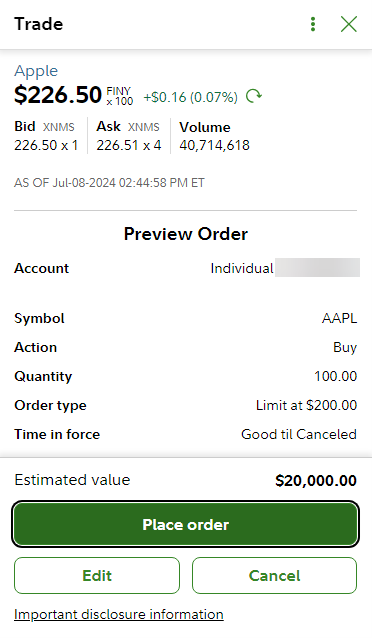 Trade
Apple
$226.50 FINY x 100 +$0.16 (0.07%)
Bid XNMS Ask XNMS Volume
226.50 x 1 226.51 x 4 40,714,618
AS OF Jul-08-2024 02:44:58 PM ET
Preview Order
Account Individual
Symbol AAPL
Action Buy
Quantity 100.00
Order type Limit at $200.00
Time in force Good til Canceled
Estimated value $20,000.00
Place order
Edit Cancel
Important disclosure information